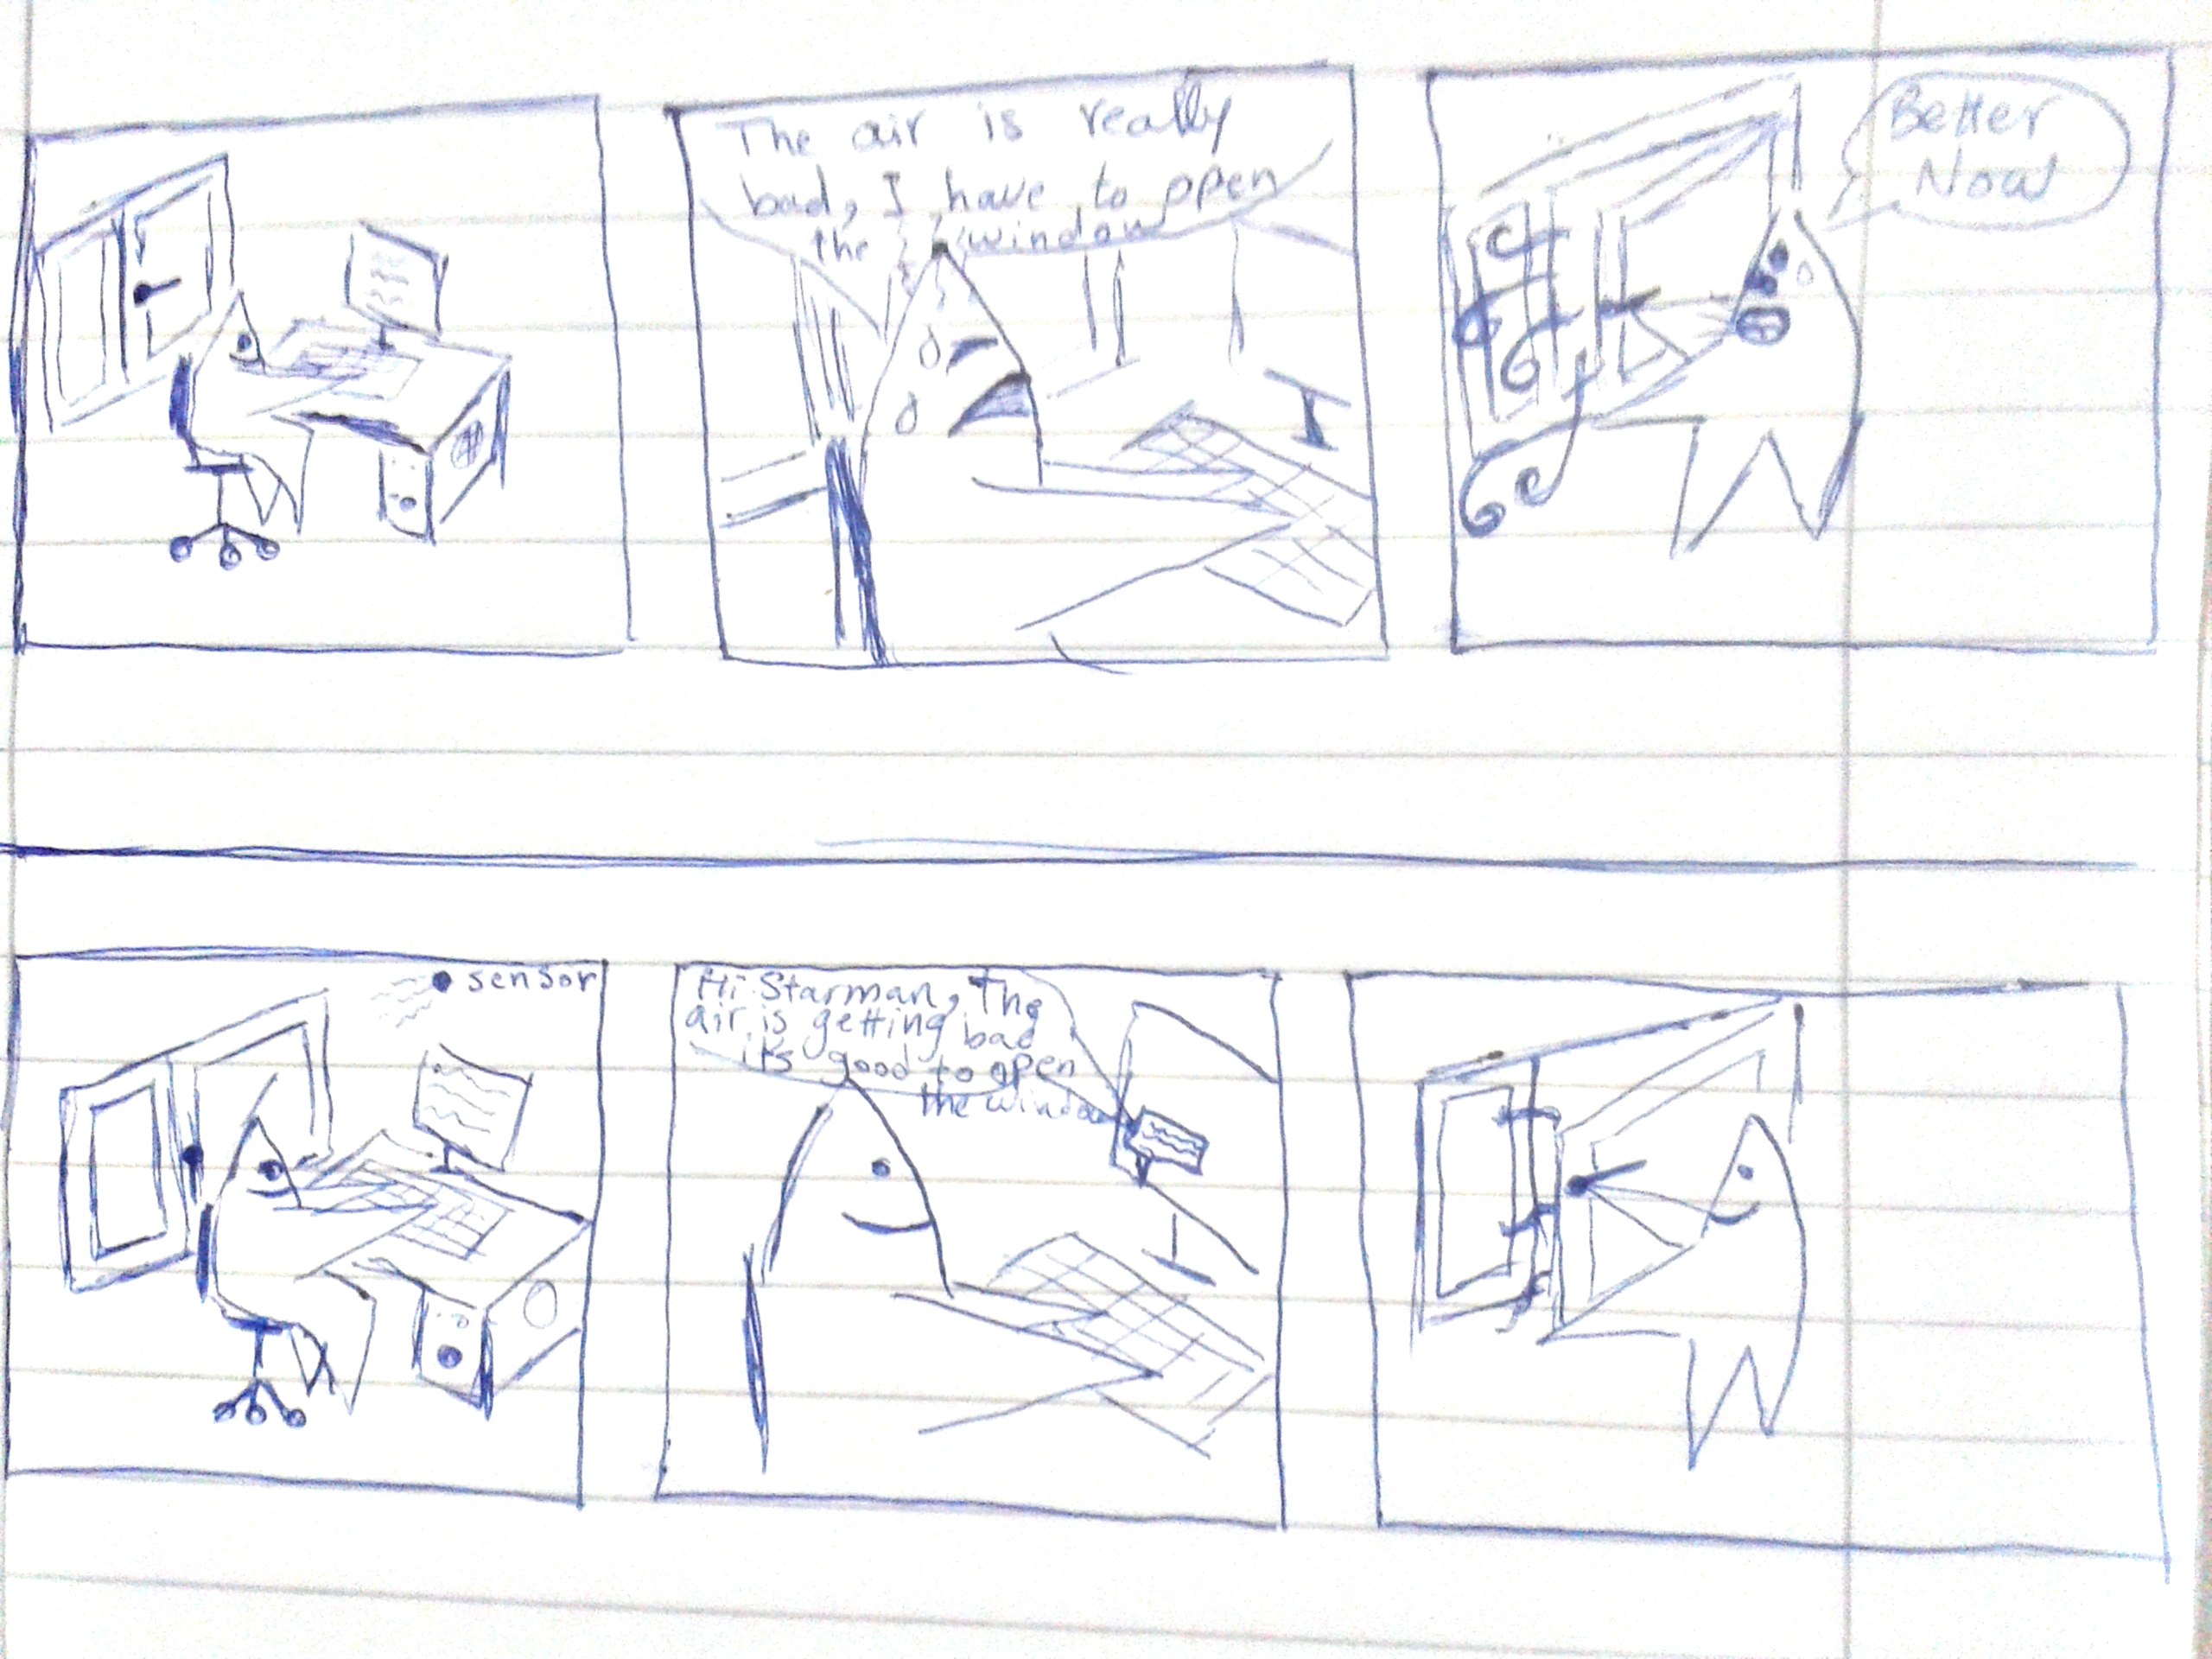 The air is really
bad, I have to open
the window
Better
Now
sensor
Hi Starman, The
air is getting bad
its good to open
the window